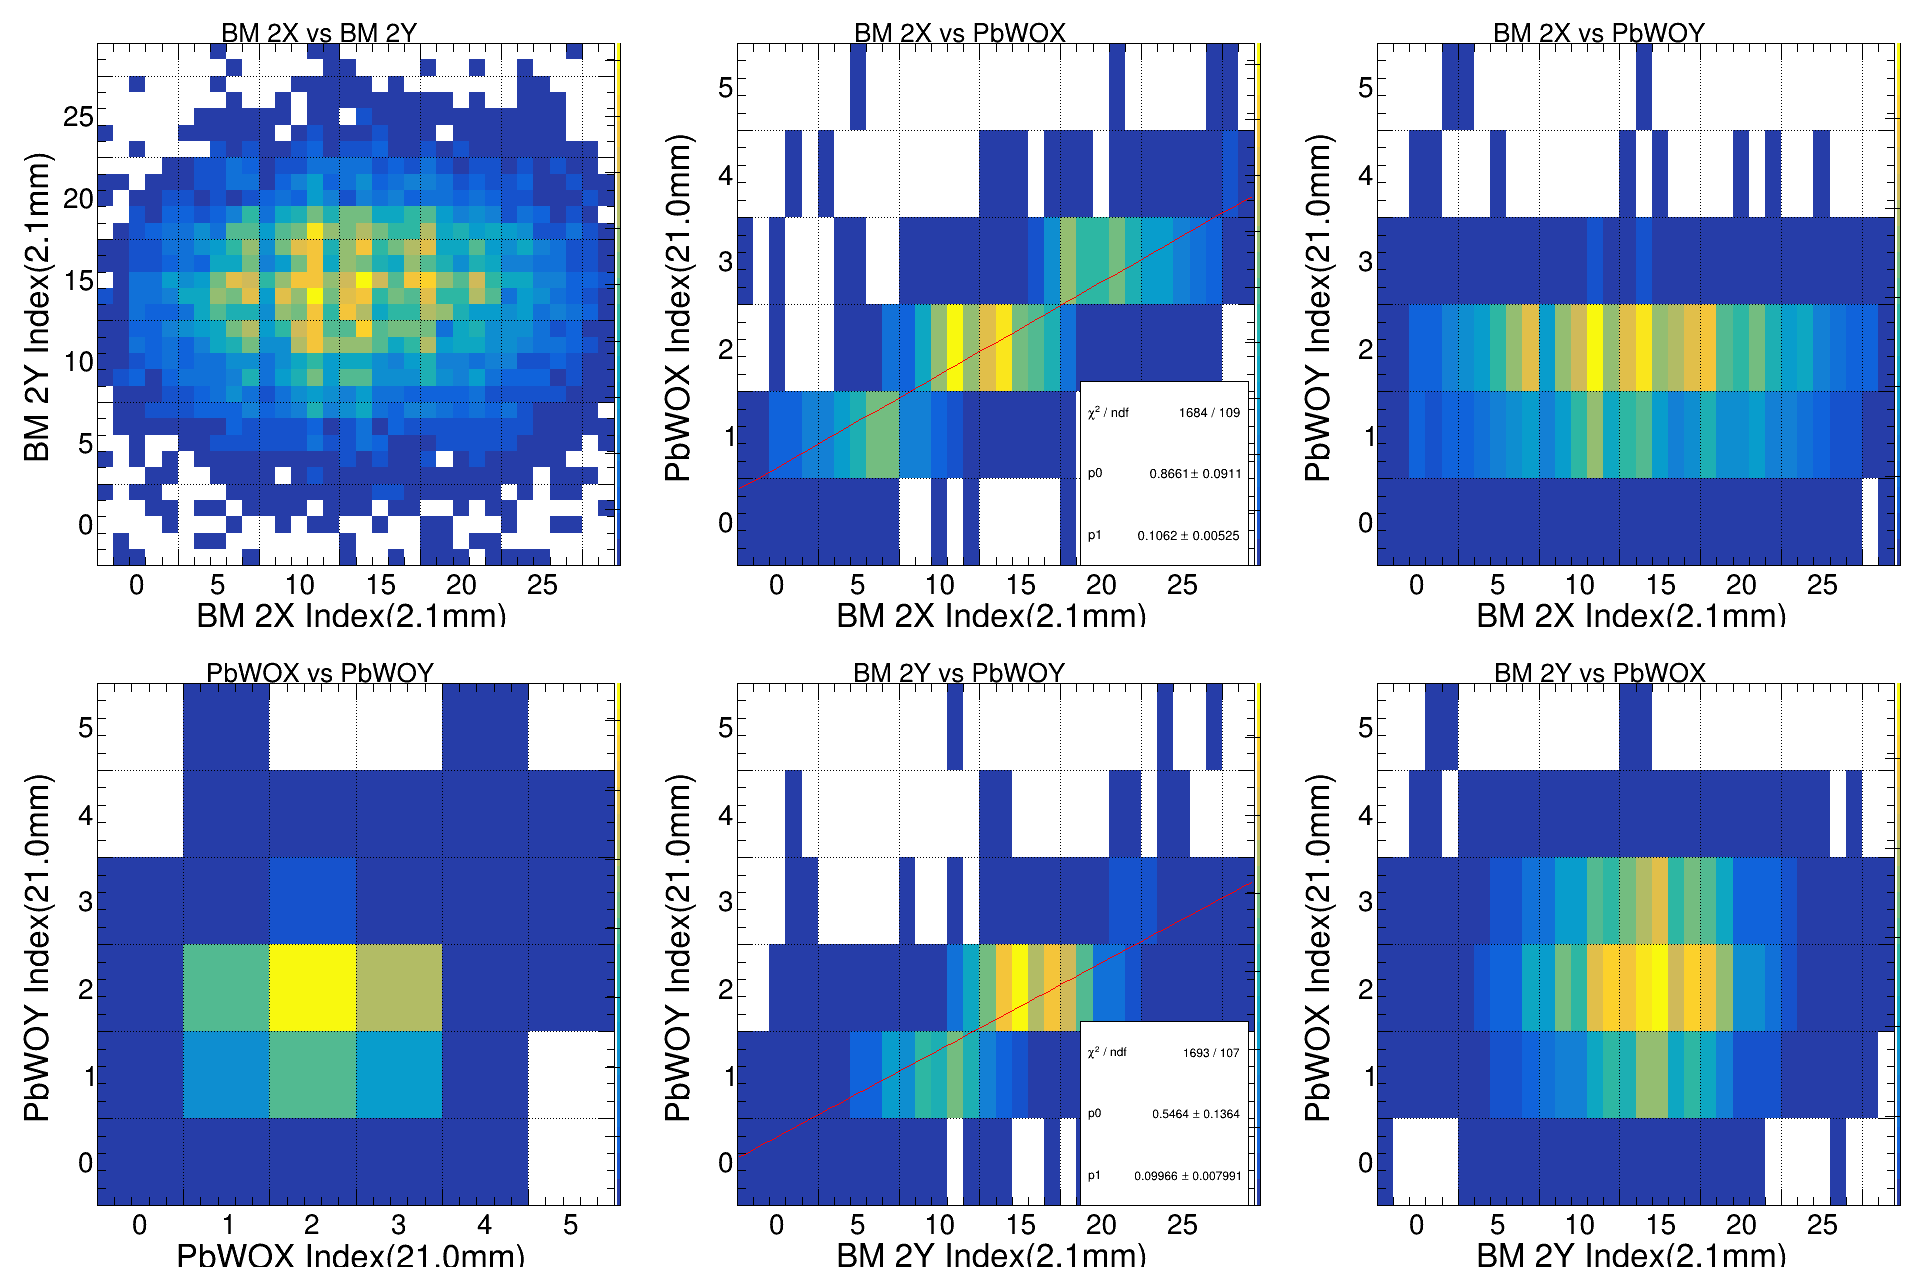 BM 2X vs BM 2Y
BM 2Y Index(2.1mm)
25
20
15
10
5
0
0 5 10 15 20 25
BM 2X Index(2.1mm)
BM 2X vs PbWOX
PbWOX Index(21.0mm)
5
4
3
2
1
0
χ² / ndf 1684 / 109
p0 0.8661 ± 0.0911
p1 0.1062 ± 0.00525
0 5 10 15 20 25
BM 2X Index(2.1mm)
BM 2X vs PbWOY
PbWOY Index(21.0mm)
5
4
3
2
1
0
0 5 10 15 20 25
BM 2X Index(2.1mm)
PbWOX vs PbWOY
PbWOY Index(21.0mm)
5
4
3
2
1
0
0 1 2 3 4 5
PbWOX Index(21.0mm)
BM 2Y vs PbWOY
PbWOY Index(21.0mm)
5
4
3
2
1
0
χ² / ndf 1693 / 107
p0 0.5464 ± 0.1364
p1 0.09966 ± 0.007991
0 5 10 15 20 25
BM 2Y Index(2.1mm)
BM 2Y vs PbWOX
PbWOX Index(21.0mm)
5
4
3
2
1
0
0 5 10 15 20 25
BM 2Y Index(2.1mm)